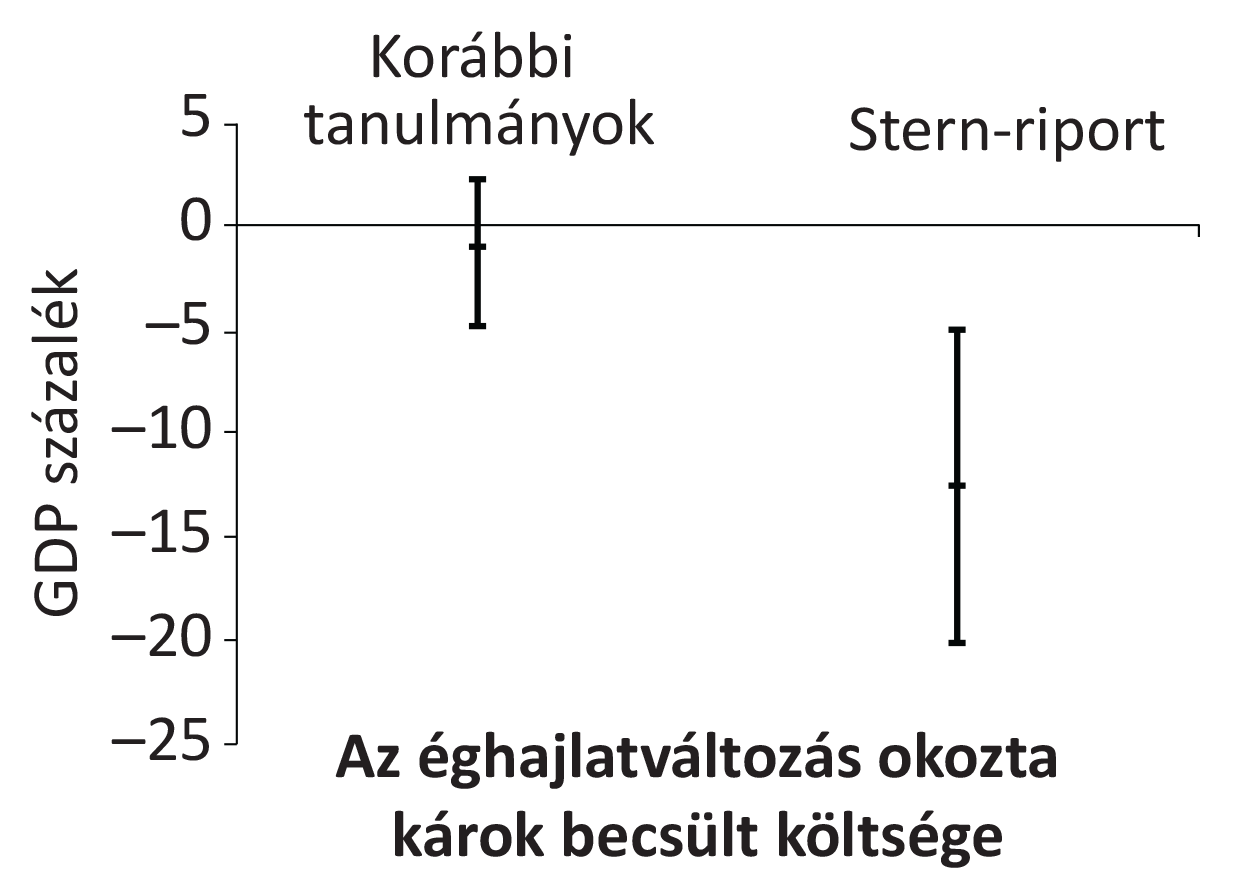 Korábbi
tanulmányok
Stern-riport
5
0
–5
–10
–15
–20
–25
GDP százalék
Az éghajlatváltozás okozta
károk becsült költsége